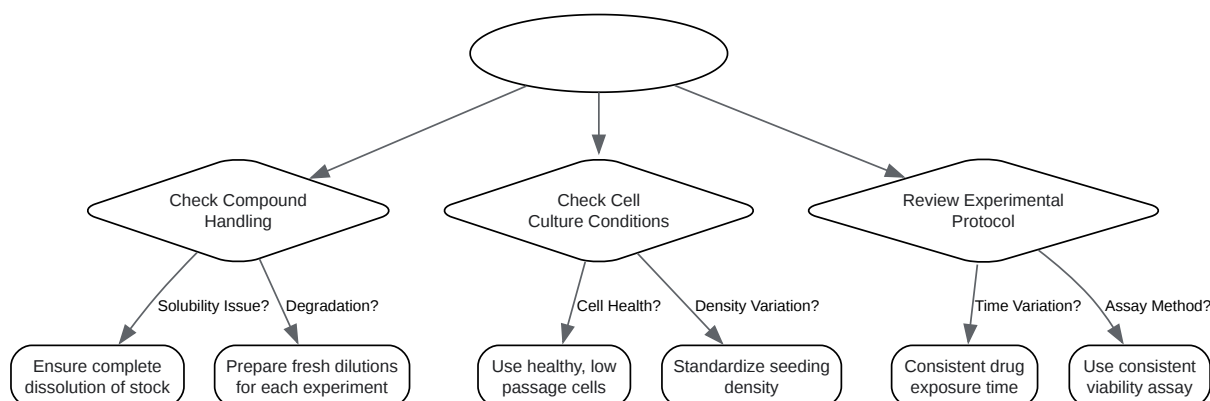 Check Compound
Handling
Check Cell
Culture Conditions
Review Experimental
Protocol
Solubility Issue?
Degradation?
Cell Health?
Density Variation?
Time Variation?
Assay Method?
Ensure complete
dissolution of stock
Prepare fresh dilutions
for each experiment
Use healthy, low
passage cells
Standardize seeding
density
Consistent drug
exposure time
Use consistent
viability assay